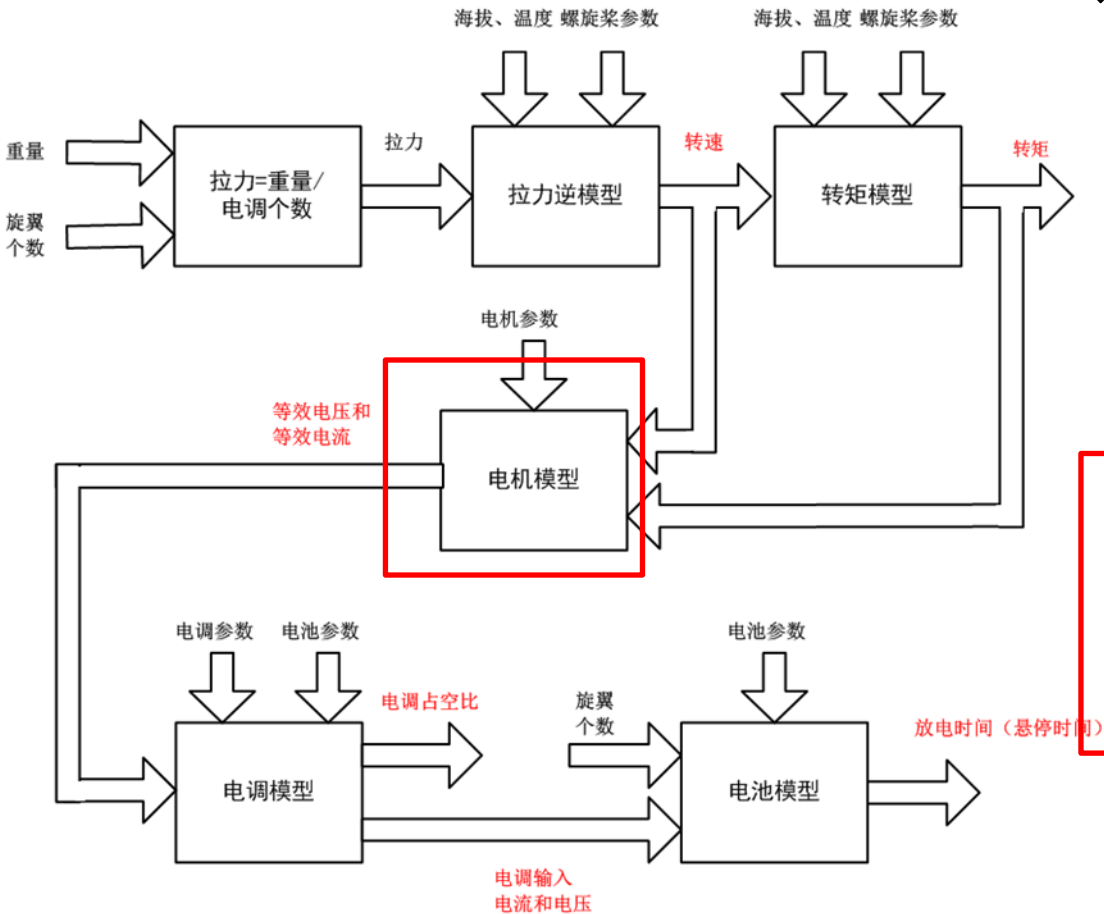 海拔、温度 螺旋桨参数
海拔、温度 螺旋桨参数
重量
旋翼
个数
拉力=重量/
电调个数
拉力
拉力逆模型
转速
转矩模型
转矩
电机参数
等效电压和
等效电流
电机模型
电调参数
电池参数
电调占空比
旋翼
个数
电池参数
放电时间（悬停时间）
电调模型
电池模型
电调输入
电流和电压